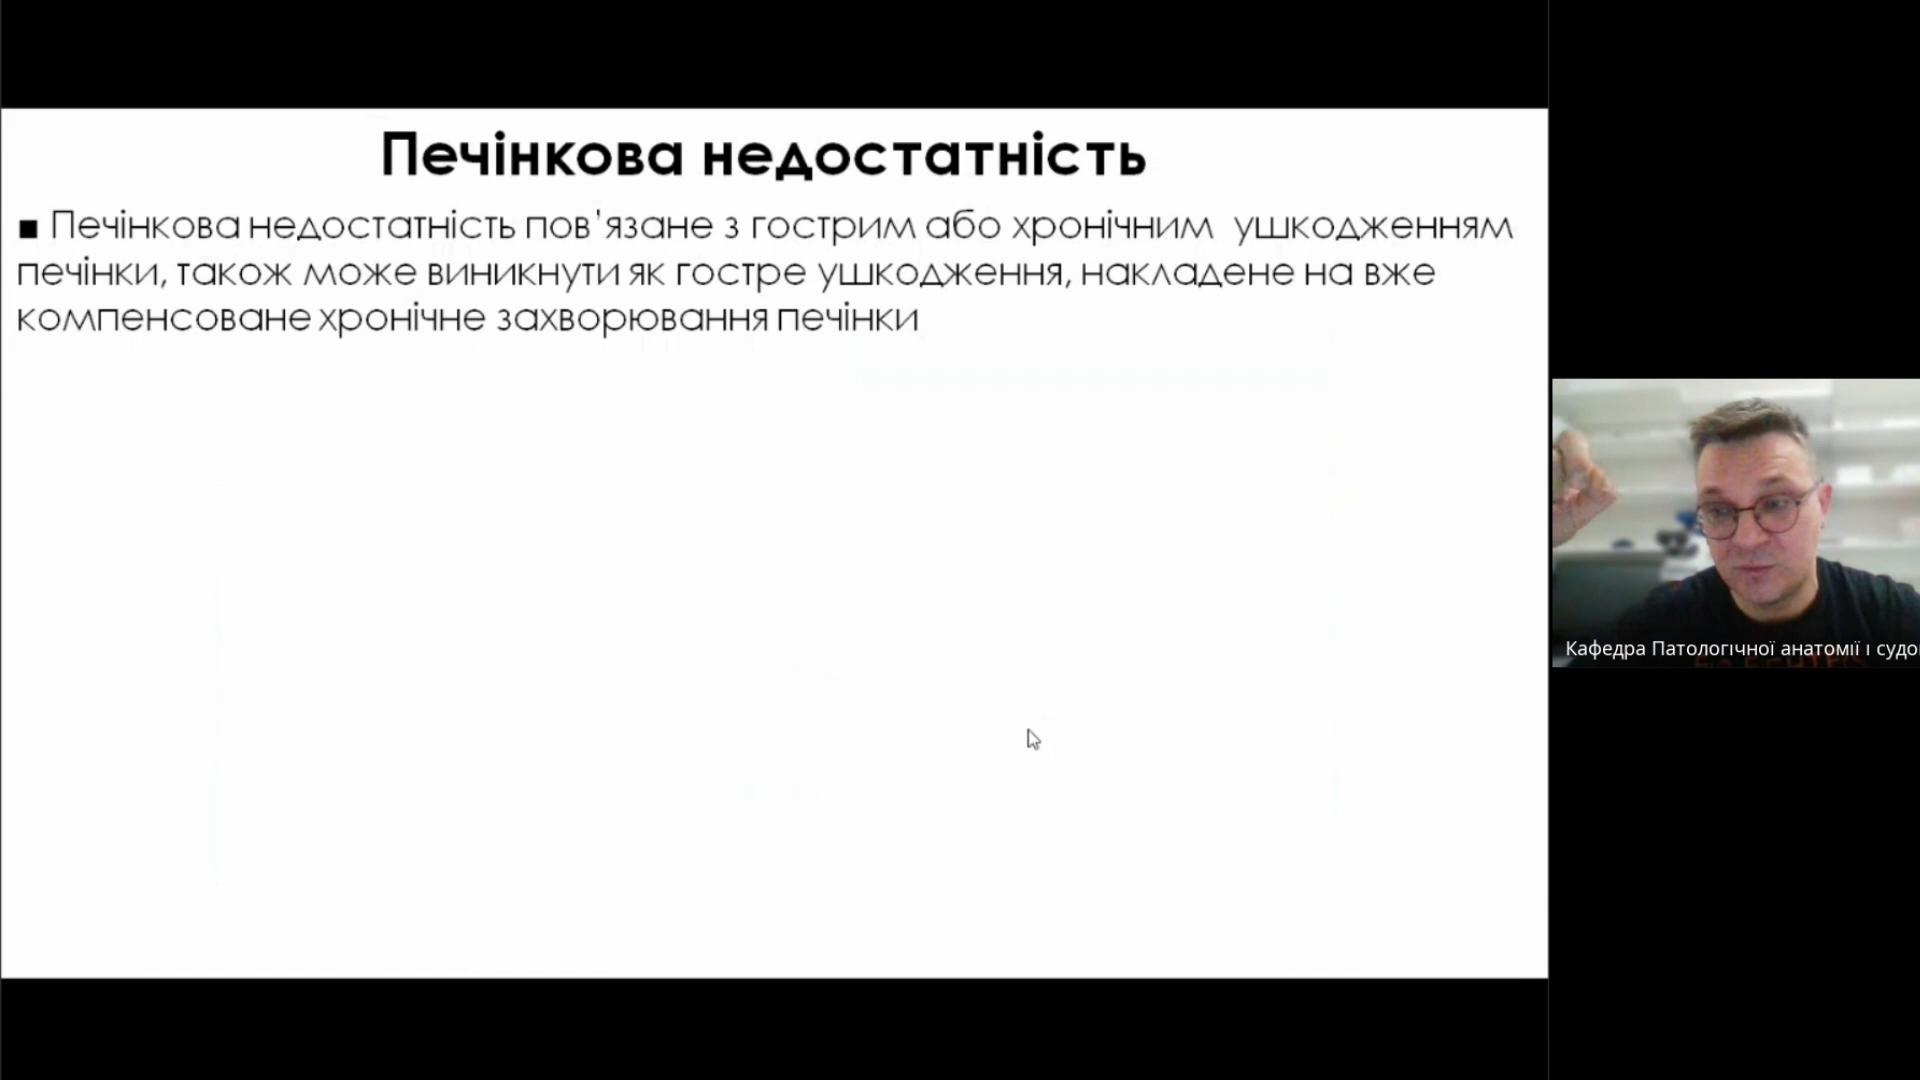 Печінкова недостатність
▪ Печінкова недостатність пов'язане з гострим або хронічним ушкодженням
печінки, також може виникнути як гостре ушкодження, накладене на вже
компенсоване хронічне захворювання печінки
Кафедра Патологічної анатомії і судо